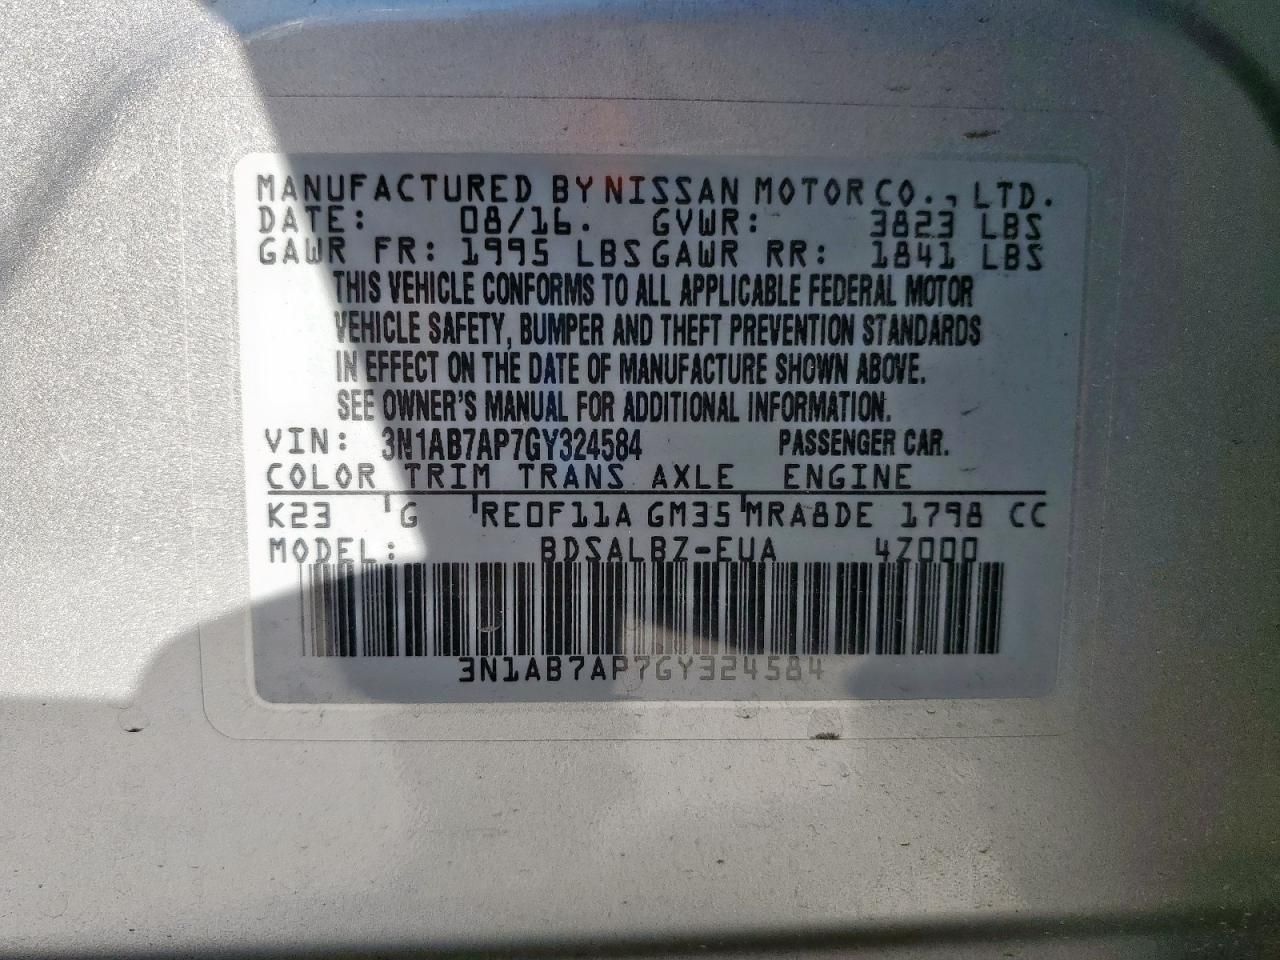 MANUFACTURED BY NISSAN MOTOR CO., LTD.
DATE: 08/16. GVWR: 3823 LBS
GAWR FR: 1995 LBS GAWR RR: 1841 LBS
THIS VEHICLE CONFORMS TO ALL APPLICABLE FEDERAL MOTOR
VEHICLE SAFETY, BUMPER AND THEFT PREVENTION STANDARDS
IN EFFECT ON THE DATE OF MANUFACTURE SHOWN ABOVE.
SEE OWNER'S MANUAL FOR ADDITIONAL INFORMATION.
VIN: 3N1AB7AP7GY324584 PASSENGER CAR.
COLOR TRIM TRANS AXLE ENGINE
K23 G RE0F11A GM35 MRA8DE 1798 CC
MODEL: BDSALBZ-EUA 4Z000
3N1AB7AP7GY324584